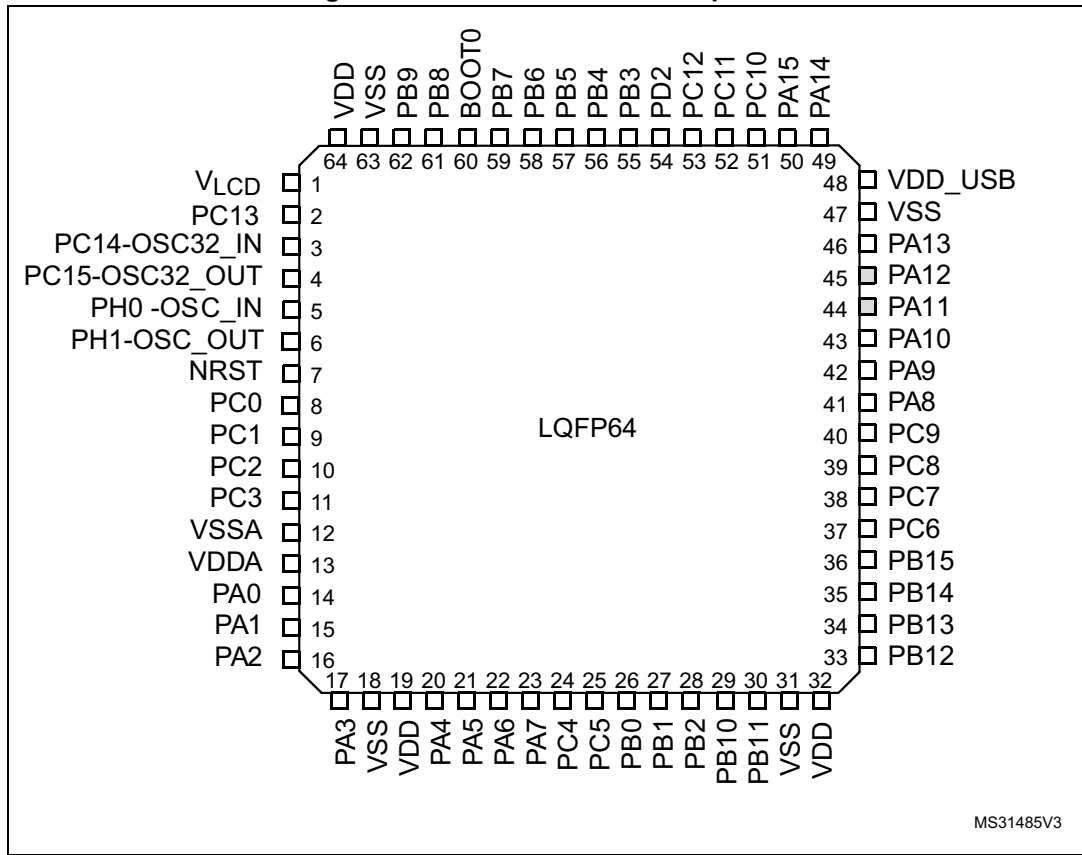 VDD
VSS
PB9
PB8
BOOT0
PB7
PB6
PB5
PB4
PB3
PD2
PC12
PC11
PC10
PA15
PA14
64 63 62 61 60 59 58 57 56 55 54 53 52 51 50 49
VLCD 1
PC13 2
PC14-OSC32_IN 3
PC15-OSC32_OUT 4
PH0 -OSC_IN 5
PH1-OSC_OUT 6
NRST 7
PC0 8
PC1 9
PC2 10
PC3 11
VSSA 12
VDDA 13
PA0 14
PA1 15
PA2 16
LQFP64
48 VDD_USB
47 VSS
46 PA13
45 PA12
44 PA11
43 PA10
42 PA9
41 PA8
40 PC9
39 PC8
38 PC7
37 PC6
36 PB15
35 PB14
34 PB13
33 PB12
17 18 19 20 21 22 23 24 25 26 27 28 29 30 31 32
PA3
VSS
VDD
PA4
PA5
PA6
PA7
PC4
PC5
PB0
PB1
PB2
PB10
PB11
VSS
VDD
MS31485V3